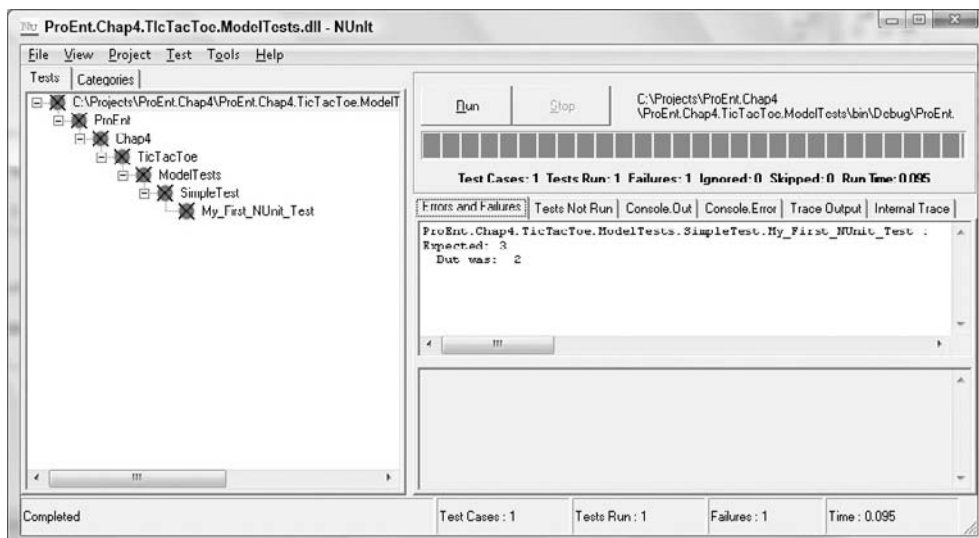 ProEnt.Chap4.TicTacToe.ModelTests.dll - NUnit
File View Project Test Tools Help
Tests Categories
C:\Projects\ProEnt.Chap4\ProEnt.Chap4.TicTacToe.ModelT
ProEnt
Chap4
TicTacToe
ModelTests
SimpleTest
My_First_NUnit_Test
Run Stop
C:\Projects\ProEnt.Chap4
\ProEnt.Chap4.TicTacToe.ModelTests\bin\Debug\ProEnt.
Test Cases: 1 Tests Run: 1 Failures: 1 Ignored: 0 Skipped: 0 Run Time: 0.095
Errors and Failures Tests Not Run Console.Out Console.Error Trace Output Internal Trace
ProEnt.Chap4.TicTacToe.ModelTests.SimpleTest.My_First_NUnit_Test :
Expected: 3
But was: 2
Completed Test Cases : 1 Tests Run : 1 Failures : 1 Time : 0.095